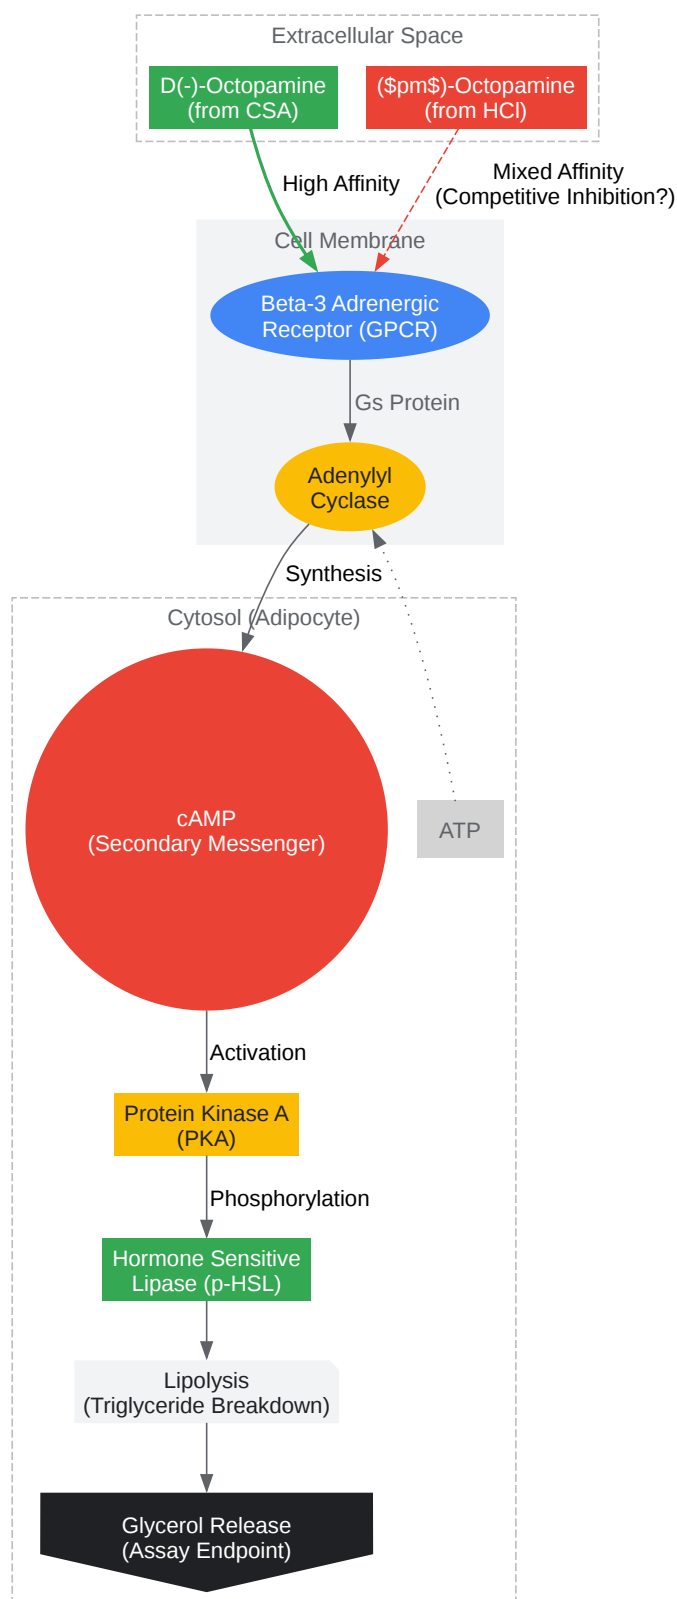 Extracellular Space
D(-)-Octopamine
(from CSA)
($pm$)-Octopamine
(from HCl)
High Affinity
Mixed Affinity
(Competitive Inhibition?)
Cell Membrane
Beta-3 Adrenergic
Receptor (GPCR)
Gs Protein
Adenylyl
Cyclase
Synthesis
Cytosol (Adipocyte)
cAMP
(Secondary Messenger)
ATP
Activation
Protein Kinase A
(PKA)
Phosphorylation
Hormone Sensitive
Lipase (p-HSL)
Lipolysis
(Triglyceride Breakdown)
Glycerol Release
(Assay Endpoint)